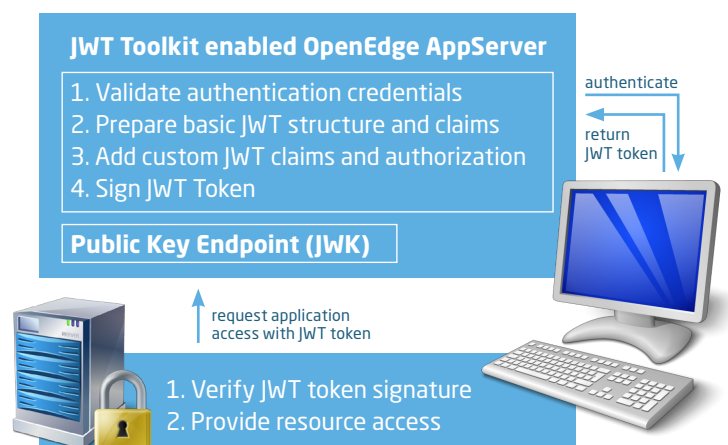 JWT Toolkit enabled OpenEdge AppServer
1. Validate authentication credentials
2. Prepare basic JWT structure and claims
3. Add custom JWT claims and authorization
4. Sign JWT Token
Public Key Endpoint (JWK)
authenticate
return
JWT token
request application
access with JWT token
1. Verify JWT token signature
2. Provide resource access